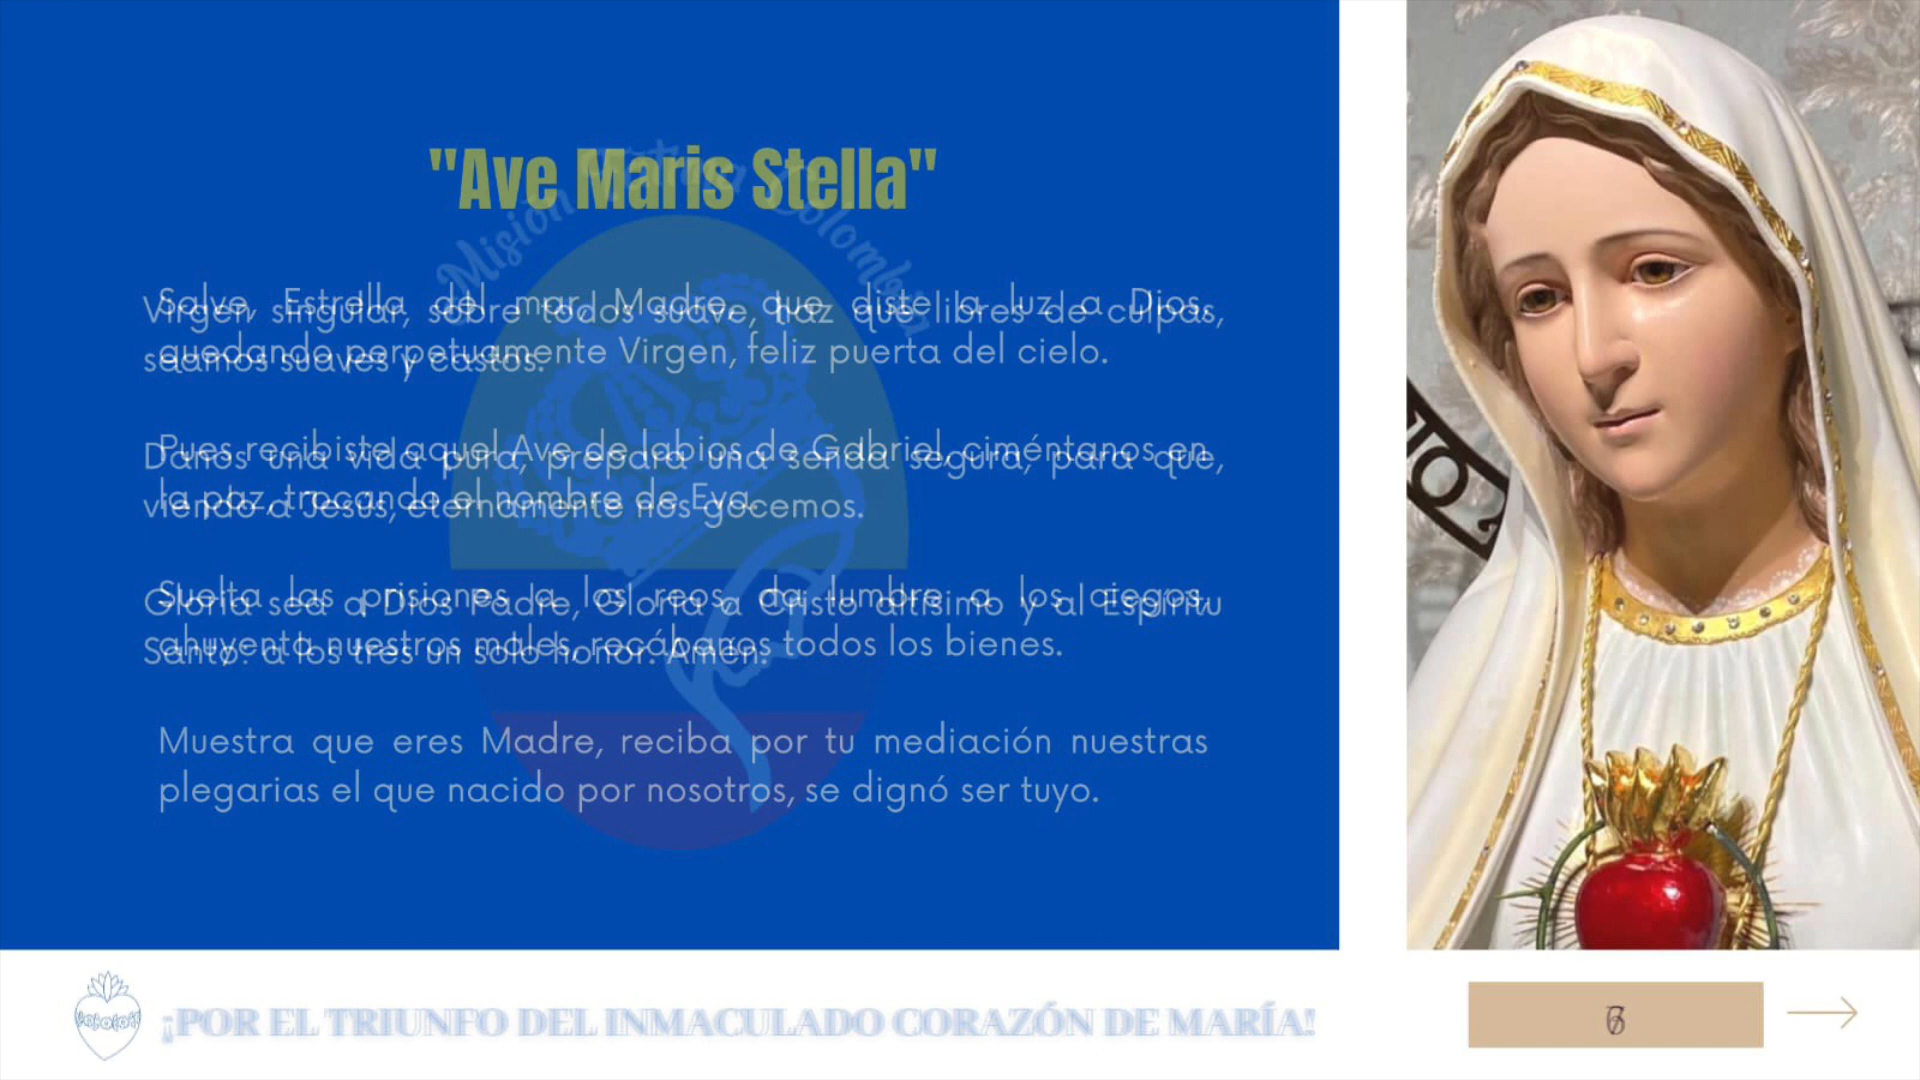 Misión Fátima Colombia
"Ave Maris Stella"
Salve, Estrella del mar, Madre, que diste a luz a Dios,
quedando perpetuamente Virgen, feliz puerta del cielo.
Pues recibiste aquel Ave de labios de Gabriel, ciméntanos en
la paz, trocando el nombre de Eva.
Suelta las prisiones a los reos, da lumbre a los ciegos,
ahuyenta nuestros males, recábanos todos los bienes.
Muestra que eres Madre, reciba por tu mediación nuestras
plegarias el que nacido por nosotros, se dignó ser tuyo.
Virgen singular, sobre todos suave, haz que libres de culpas,
seamos suaves y castos.
Danos una vida pura, prepara una senda segura, para que,
viendo a Jesús, eternamente nos gocemos.
Gloria sea a Dios Padre, Gloria a Cristo altísimo y al Espíritu
Santo: a los tres un solo honor. Amén.
¡POR EL TRIUNFO DEL INMACULADO CORAZÓN DE MARÍA!